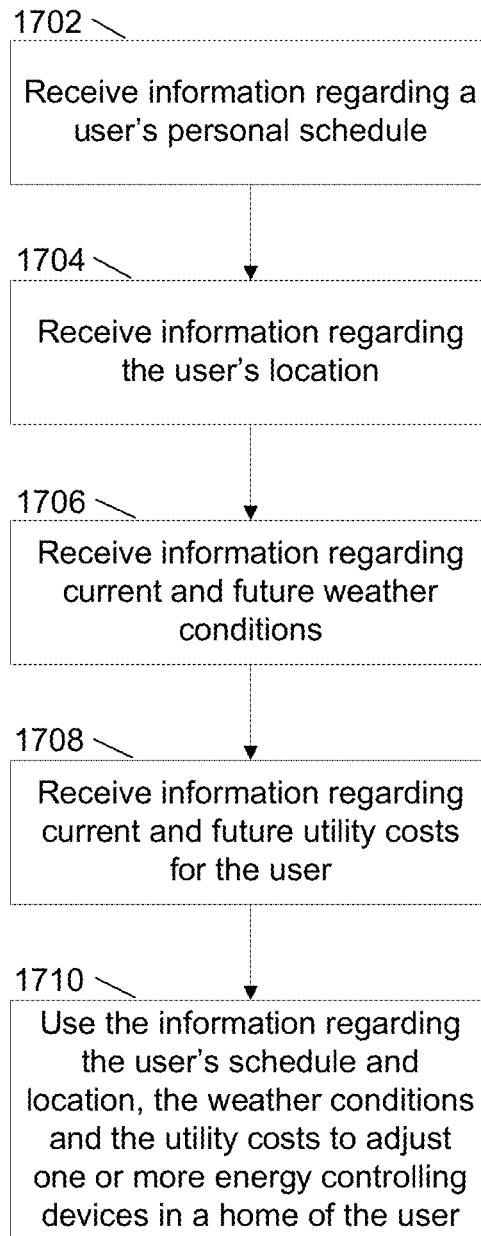 1702
Receive information regarding a
user's personal schedule
1704
Receive information regarding
the user's location
1706
Receive information regarding
current and future weather
conditions
1708
Receive information regarding
current and future utility costs
for the user
1710
Use the information regarding
the user's schedule and
location, the weather conditions
and the utility costs to adjust
one or more energy controlling
devices in a home of the user